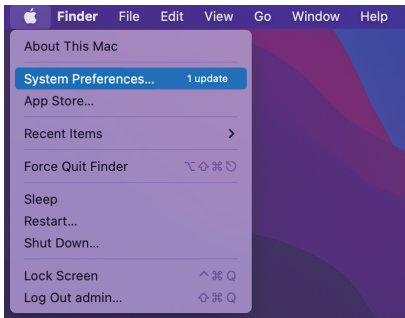 Finder File Edit View Go Window Help
About This Mac
System Preferences... 1 update
App Store...
Recent Items
Force Quit Finder ⌥⇧⌘⎋
Sleep
Restart...
Shut Down...
Lock Screen ^⌘Q
Log Out admin... ⇧⌘Q